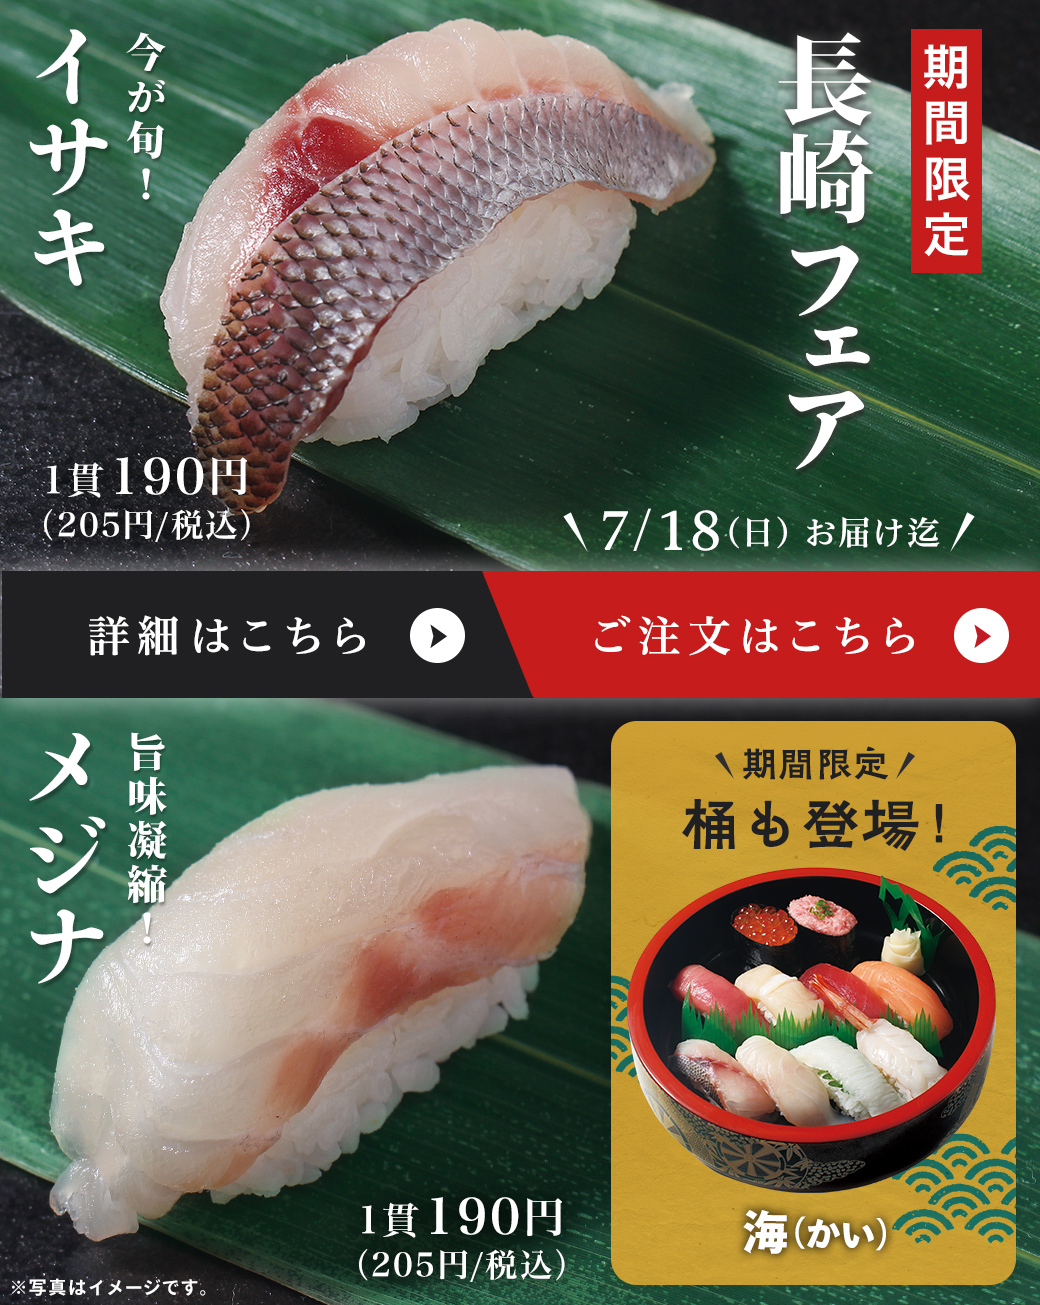 期間限定
長崎フェア
今が旬！
イサキ
1貫190円
（205円/税込）
7/18（日）お届け迄
詳細はこちら
ご注文はこちら
旨味凝縮！
メジナ
1貫190円
（205円/税込）
※写真はイメージです。
期間限定
桶も登場！
海（かい）